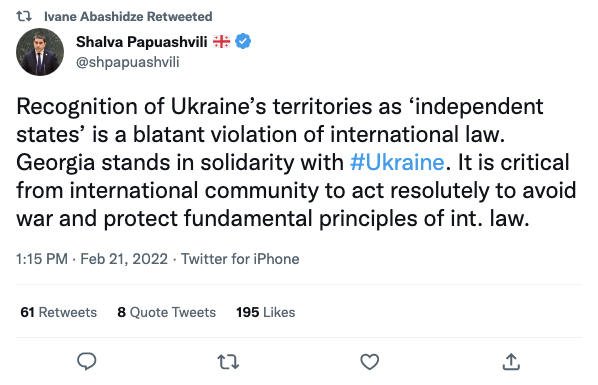 Ivane Abashidze Retweeted
Shalva Papuashvili
@shpapuashvili
Recognition of Ukraine’s territories as ‘independent
states’ is a blatant violation of international law.
Georgia stands in solidarity with #Ukraine. It is critical
from international community to act resolutely to avoid
war and protect fundamental principles of int. law.
1:15 PM · Feb 21, 2022 · Twitter for iPhone
61 Retweets 8 Quote Tweets 195 Likes